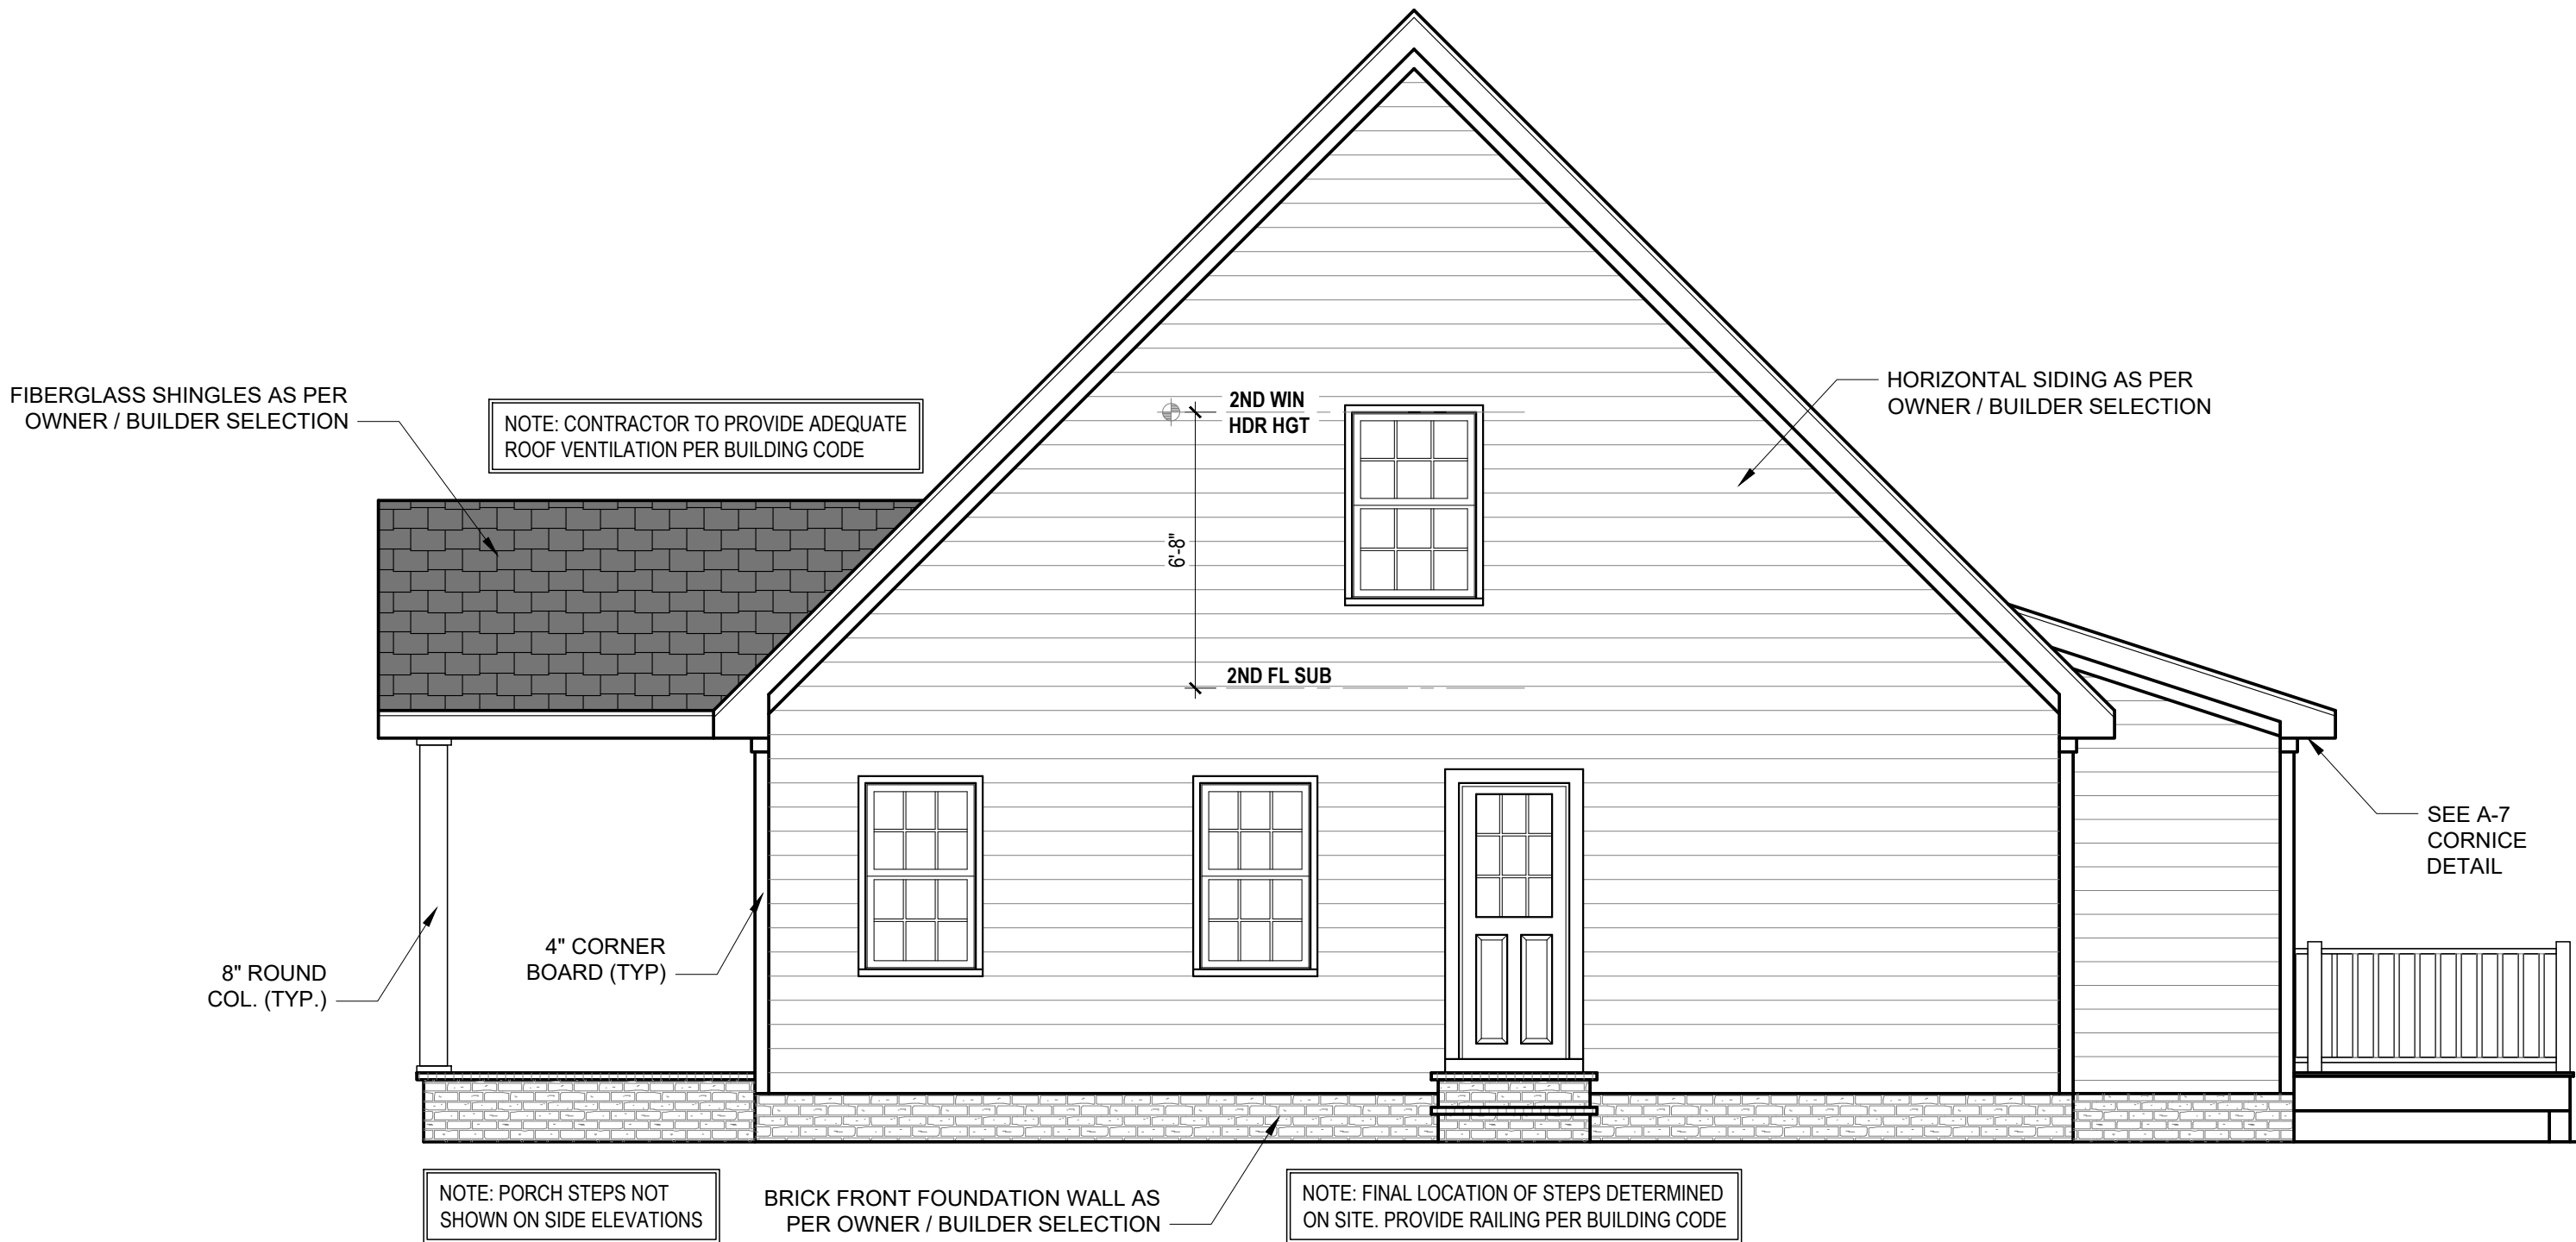 FIBERGLASS SHINGLES AS PER
OWNER / BUILDER SELECTION
NOTE: CONTRACTOR TO PROVIDE ADEQUATE
ROOF VENTILATION PER BUILDING CODE
2ND WIN
HDR HGT
HORIZONTAL SIDING AS PER
OWNER / BUILDER SELECTION
6'-8"
2ND FL SUB
SEE A-7
CORNICE
DETAIL
4" CORNER
BOARD (TYP)
8" ROUND
COL. (TYP.)
NOTE: PORCH STEPS NOT
SHOWN ON SIDE ELEVATIONS
BRICK FRONT FOUNDATION WALL AS
PER OWNER / BUILDER SELECTION
NOTE: FINAL LOCATION OF STEPS DETERMINED
ON SITE. PROVIDE RAILING PER BUILDING CODE